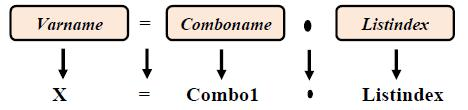 Varname = Comboname • Listindex
X = Combo1 • Listindex